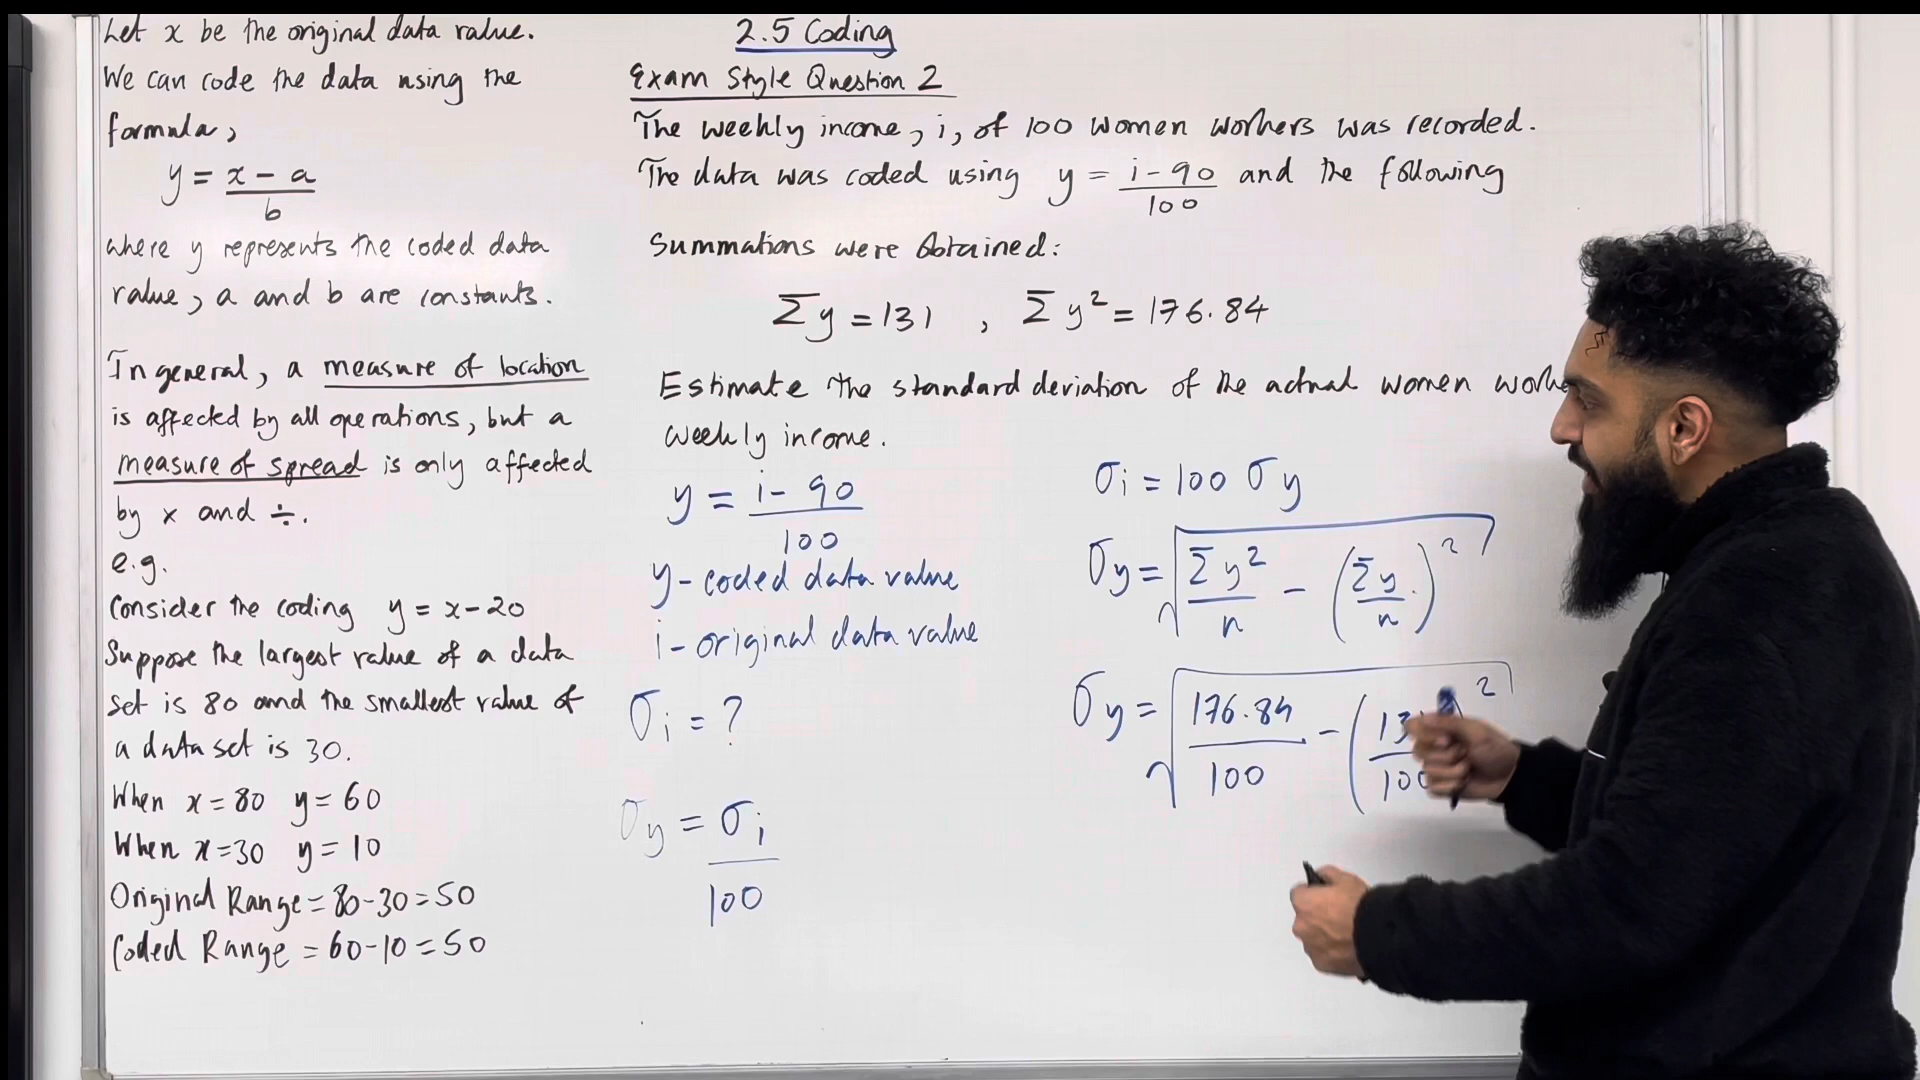 Let x be the original data value.
We can code the data using the
formula,
y = x - a
b
where y represents the coded data
value, a and b are constants.
In general, a measure of location
is affected by all operations, but a
measure of spread is only affected
by × and ÷.
e.g.
Consider the coding y = x - 20
Suppose the largest value of a data
set is 80 and the smallest value of
a data set is 30.
When x = 80 y = 60
When x = 30 y = 10
Original Range = 80 - 30 = 50
Coded Range = 60 - 10 = 50
2.5 Coding
Exam Style Question 2
The weekly income, i, of 100 women workers was recorded.
The data was coded using y = i - 90 and the following
100
Summations were obtained:
Σy = 131 , Σy² = 176.84
Estimate the standard deviation of the actual women
weekly income.
y = i - 90
100
y - coded data value
i - original data value
σi = ?
σy = σi
100
σi = 100 σy
σy = √ Σy² - (Σy)²
n n
σy = √ 176.84 - ( )²
100 100